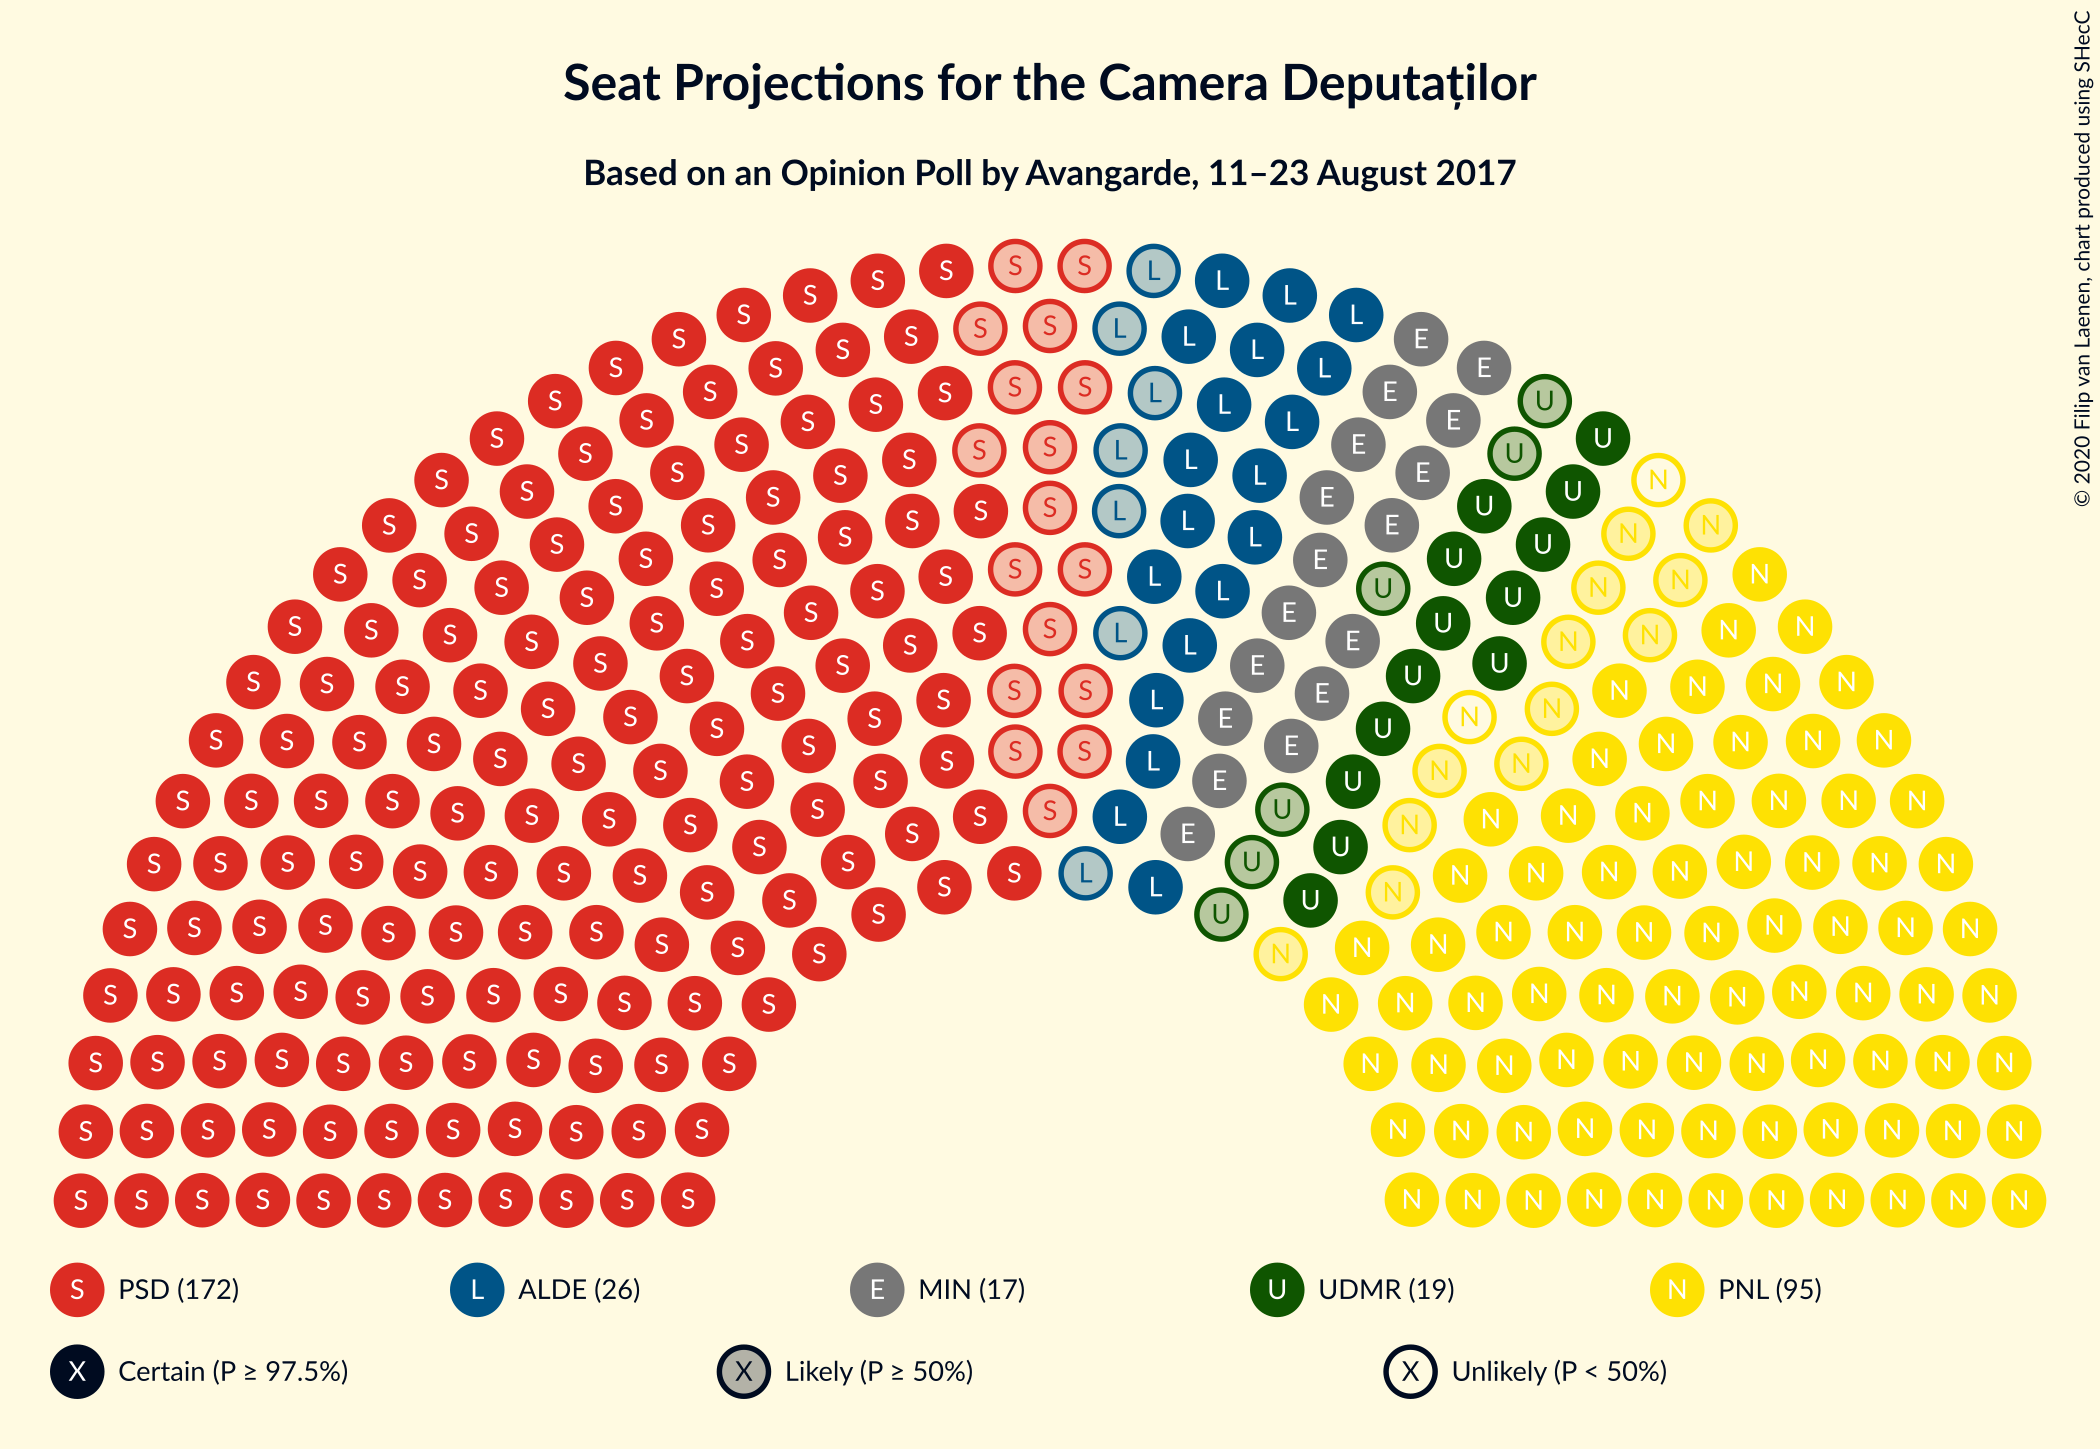 Seat Projections for the Camera Deputaților
Based on an Opinion Poll by Avangarde, 11–23 August 2017
© 2020 Filip van Laenen, chart produced using SHecC
S PSD (172) L ALDE (26) E MIN (17) U UDMR (19) N PNL (95)
X Certain (P ≥ 97.5%) X Likely (P ≥ 50%) X Unlikely (P < 50%)